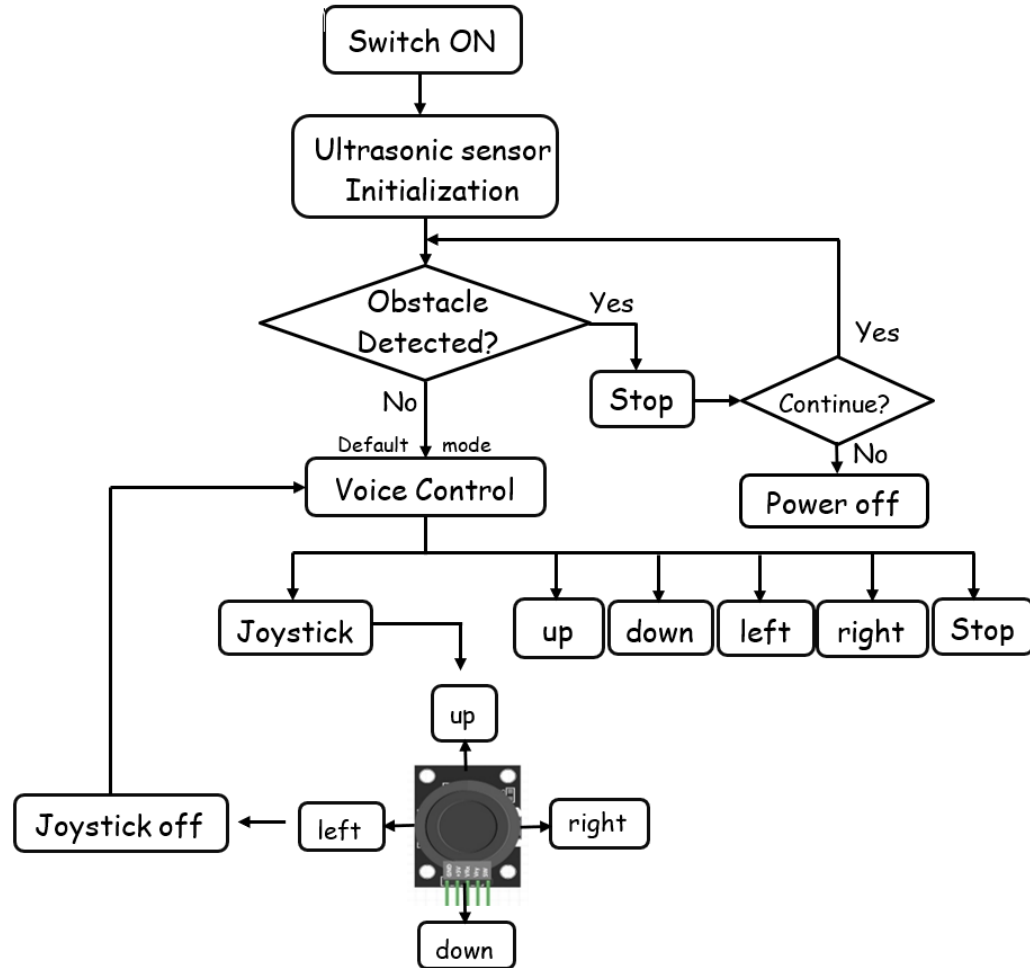 Switch ON
Ultrasonic sensor
Initialization
Obstacle
Detected?
Yes
Yes
Stop
Continue?
No
No
Default mode
Voice Control
Power off
Joystick
up
down
left
right
Stop
up
Joystick off
left
right
GND
down